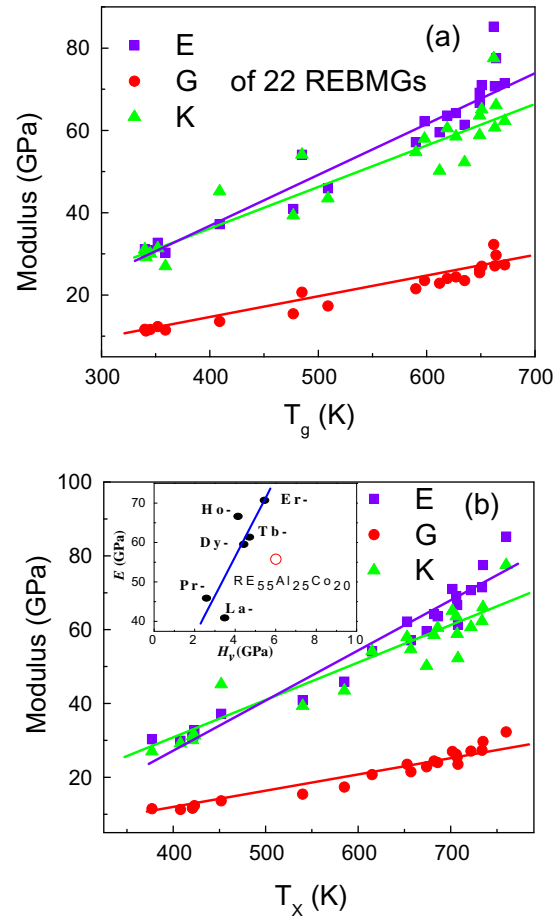 80
60
40
20
300
400
500
600
700
Modulus (GPa)
T_g (K)
E
G of 22 REBMGs
K
(a)
100
80
60
40
20
400
500
600
700
Modulus (GPa)
T_X (K)
E
G
K
(b)
70
60
50
40
0
2
4
6
8
10
E (GPa)
H_v (GPa)
Er-
Ho-
Tb-
Dy-
RE₅₅Al₂₅Co₂₀
Pr-
La-